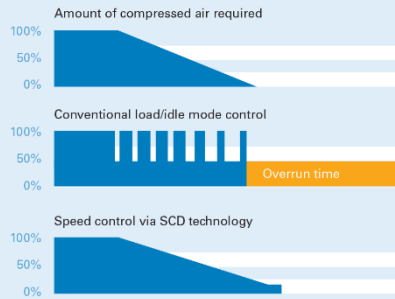 Amount of compressed air required
100%
50%
0%
Conventional load/idle mode control
100%
50%
Overrun time
0%
Speed control via SCD technology
100%
50%
0%